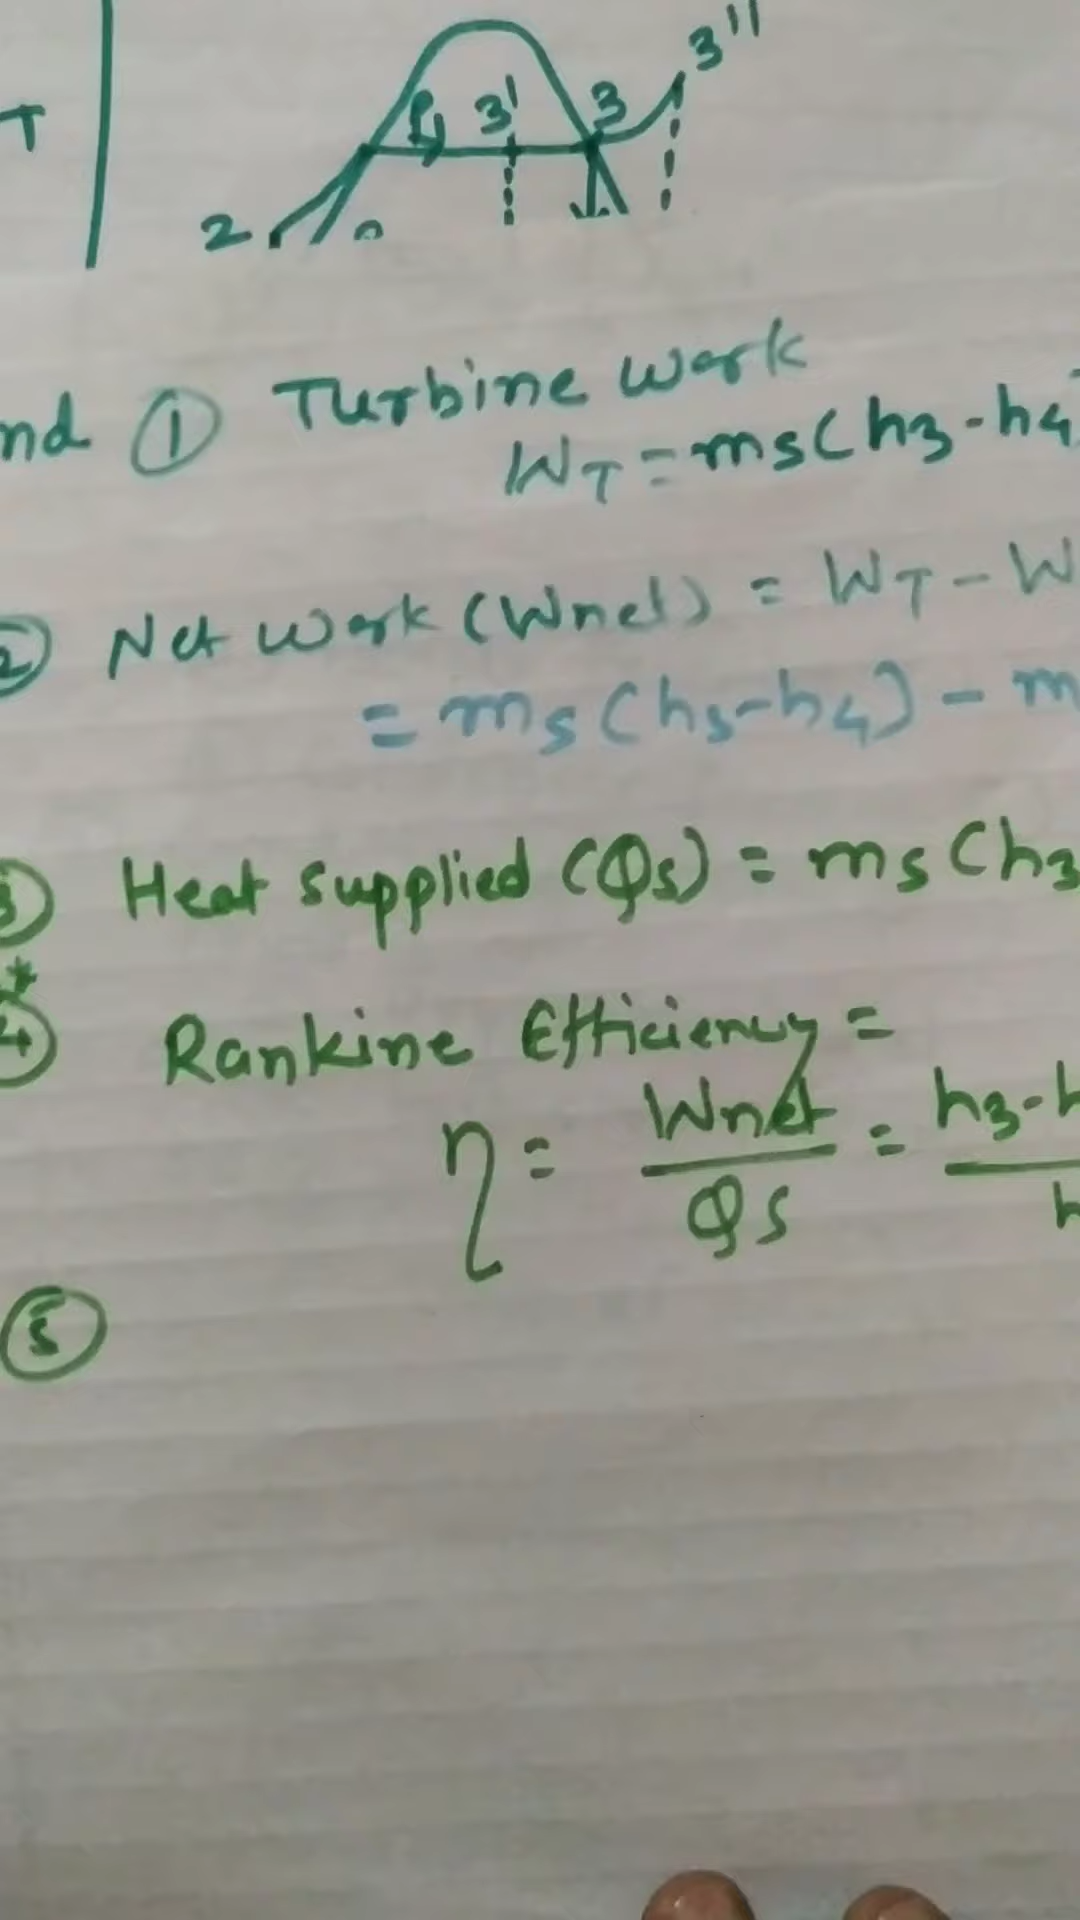 3''
T
3' 3
2
nd ① Turbine work
WT = ms(h3-h4
② Net work (Wnet) = WT - W
= ms(h3-h4) - m
③ Heat supplied (Qs) = ms(h3
*
④ Rankine Efficiency =
η = Wnet/Qs = h3-h/h
⑤